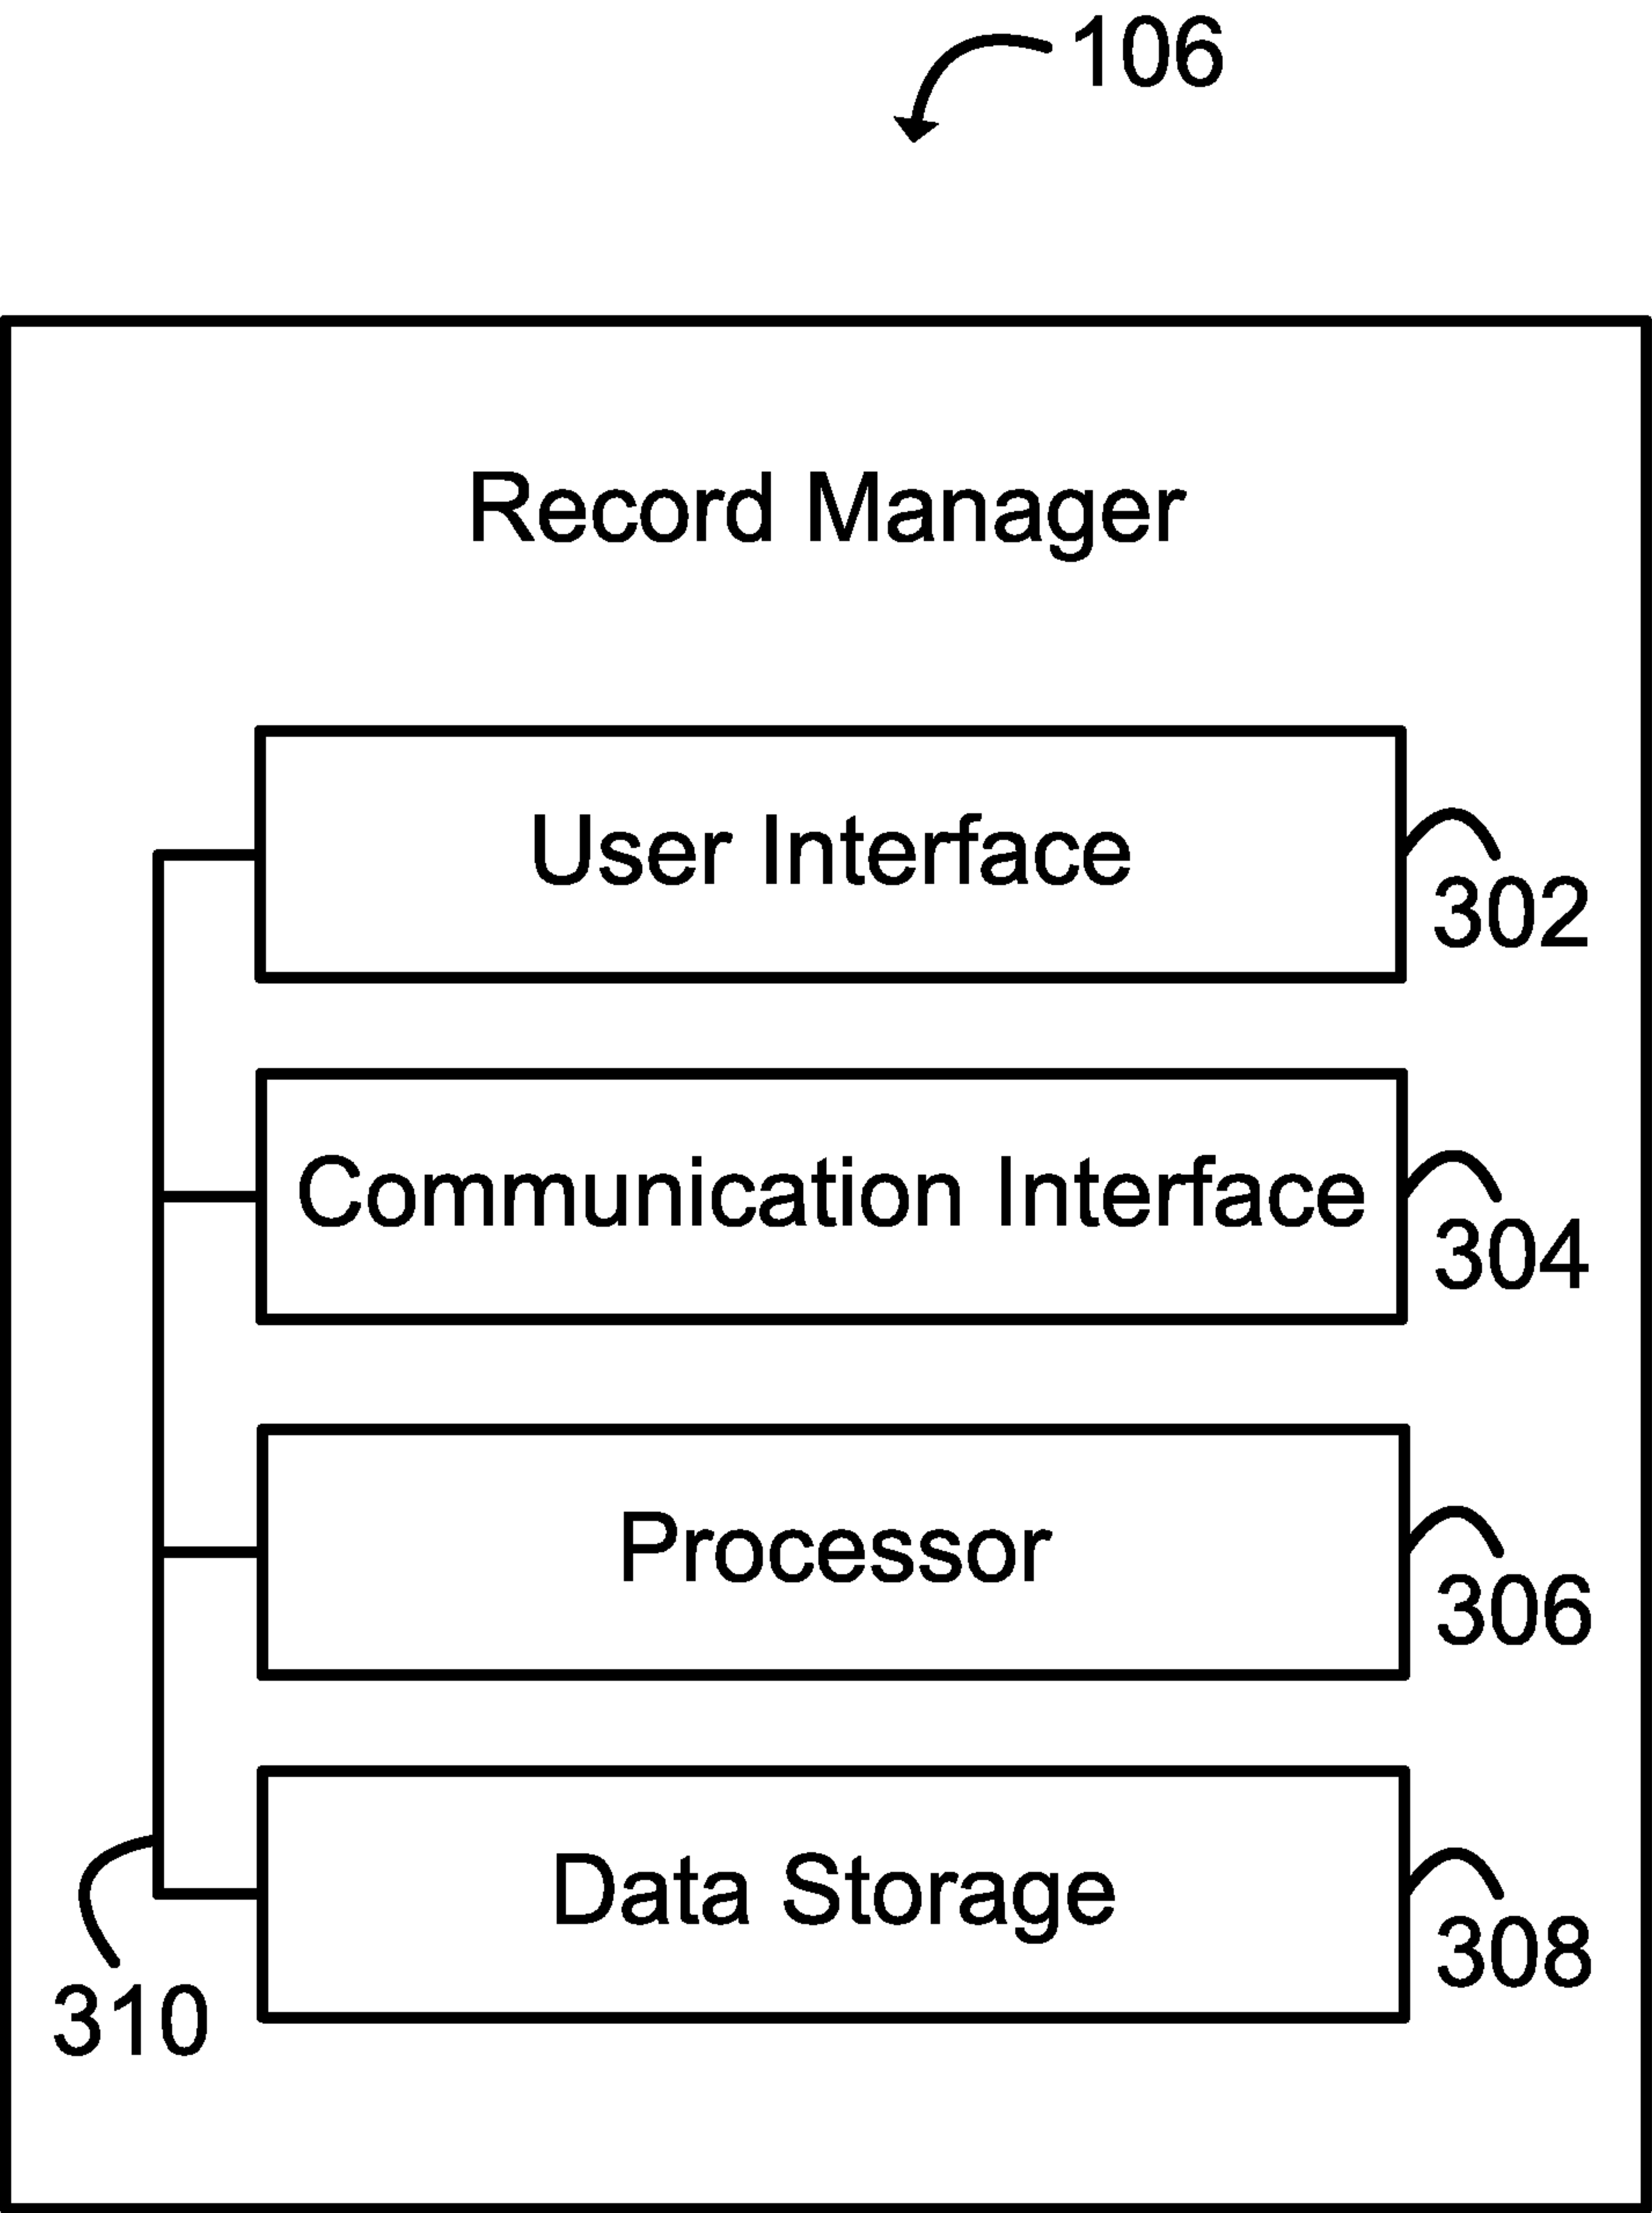 106
Record Manager
User Interface
302
Communication Interface
304
Processor
306
Data Storage
308
310